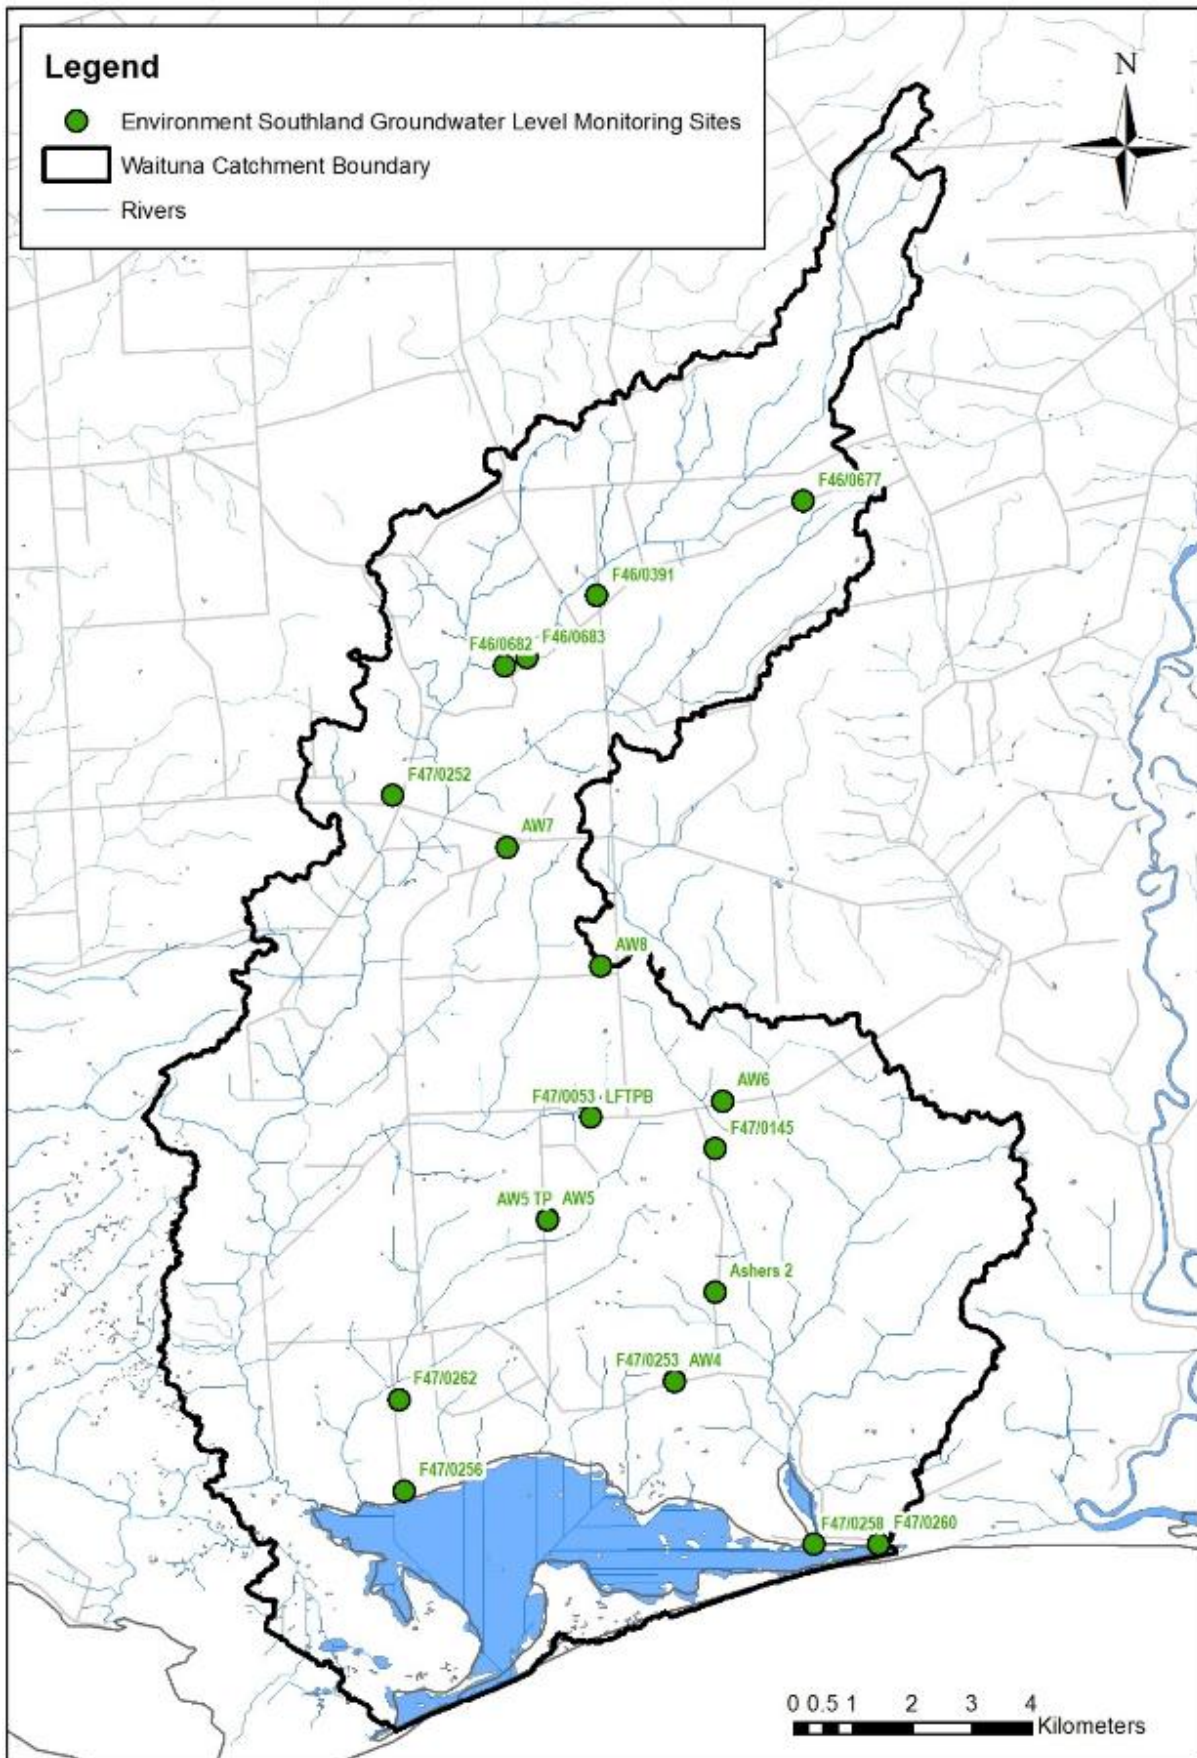 Legend
Environment Southland Groundwater Level Monitoring Sites
Waituna Catchment Boundary
Rivers
N
F46/0677
F46/0391
F46/0682 F46/0683
F47/0252
AW7
AW8
AW6
F47/0053 - LFTPB
F47/0145
AW5 TP AW5
Ashers 2
F47/0253 AW4
F47/0262
F47/0256
F47/0258 F47/0260
0 0.5 1 2 3 4
Kilometers